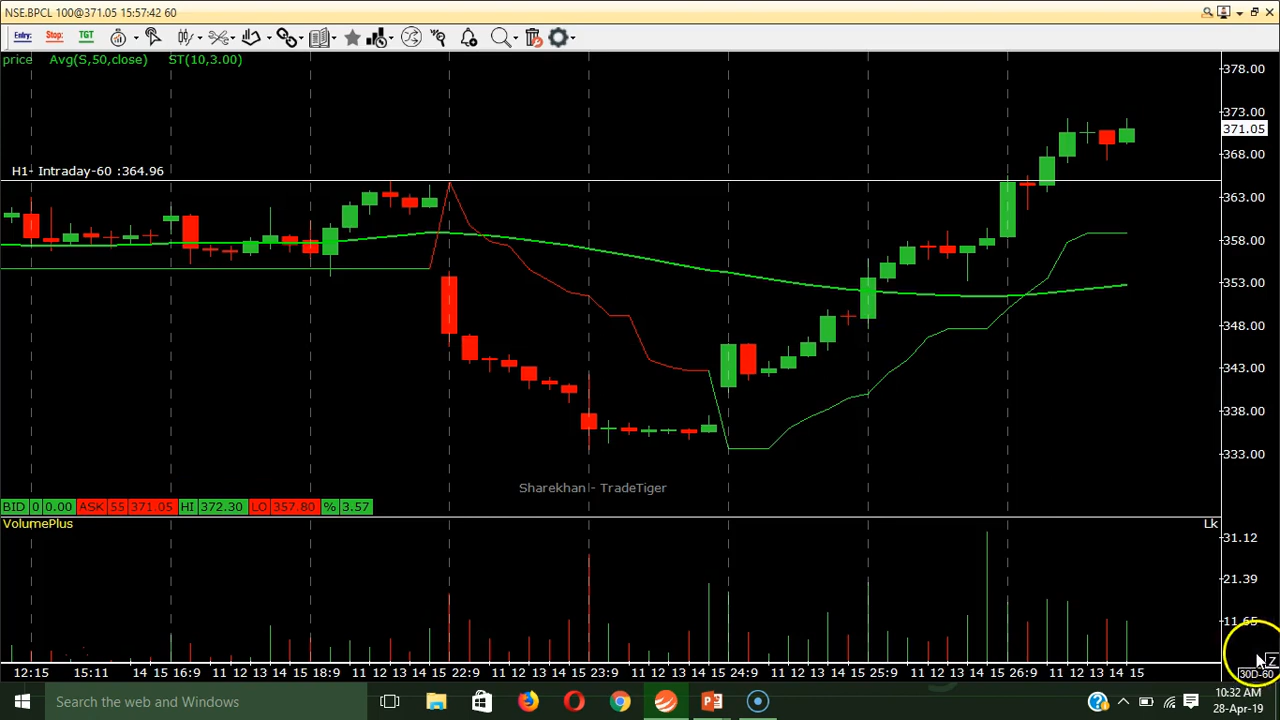 NSE.BPCL 100@371.05 15:57:42 60
Entry: Stop: TGT
price Avg(S,50,close) ST(10,3.00)
378.00
373.00
371.05
368.00
H1- Intraday-60 :364.96
363.00
358.00
353.00
348.00
343.00
338.00
333.00
Sharekhan - TradeTiger
BID 0 0.00 ASK 55 371.05 HI 372.30 LO 357.80 % 3.57
VolumePlus Lk
31.12
21.39
11.65
Z
12:15 15:11 14 15 16:9 11 12 13 14 15 18:9 11 12 13 14 15 22:9 11 12 13 14 15 23:9 11 12 13 14 15 24:9 11 12 13 14 15 25:9 11 12 13 14 15 26:9 11 12 13 14 15
30D-60
Search the web and Windows
10:32 AM
28-Apr-19